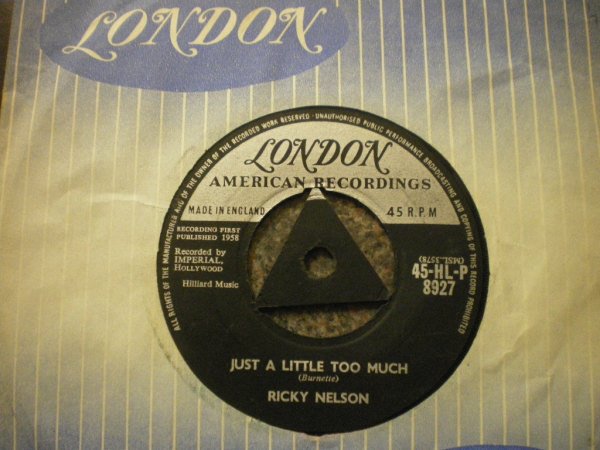 LONDON
ALL RIGHTS OF THE MANUFACTURER AND OF THE OWNER OF THE RECORDED WORK RESERVED · UNAUTHORISED PUBLIC PERFORMANCE BROADCASTING AND COPYING OF THIS RECORD PROHIBITED
LONDON
AMERICAN RECORDINGS
MADE IN ENGLAND
45 R.P.M
RECORDING FIRST
PUBLISHED 1958
Recorded by
IMPERIAL,
HOLLYWOOD
Hilliard Music
(MSL.3578)
45-HL-P
8927
JUST A LITTLE TOO MUCH
(Burnette)
RICKY NELSON